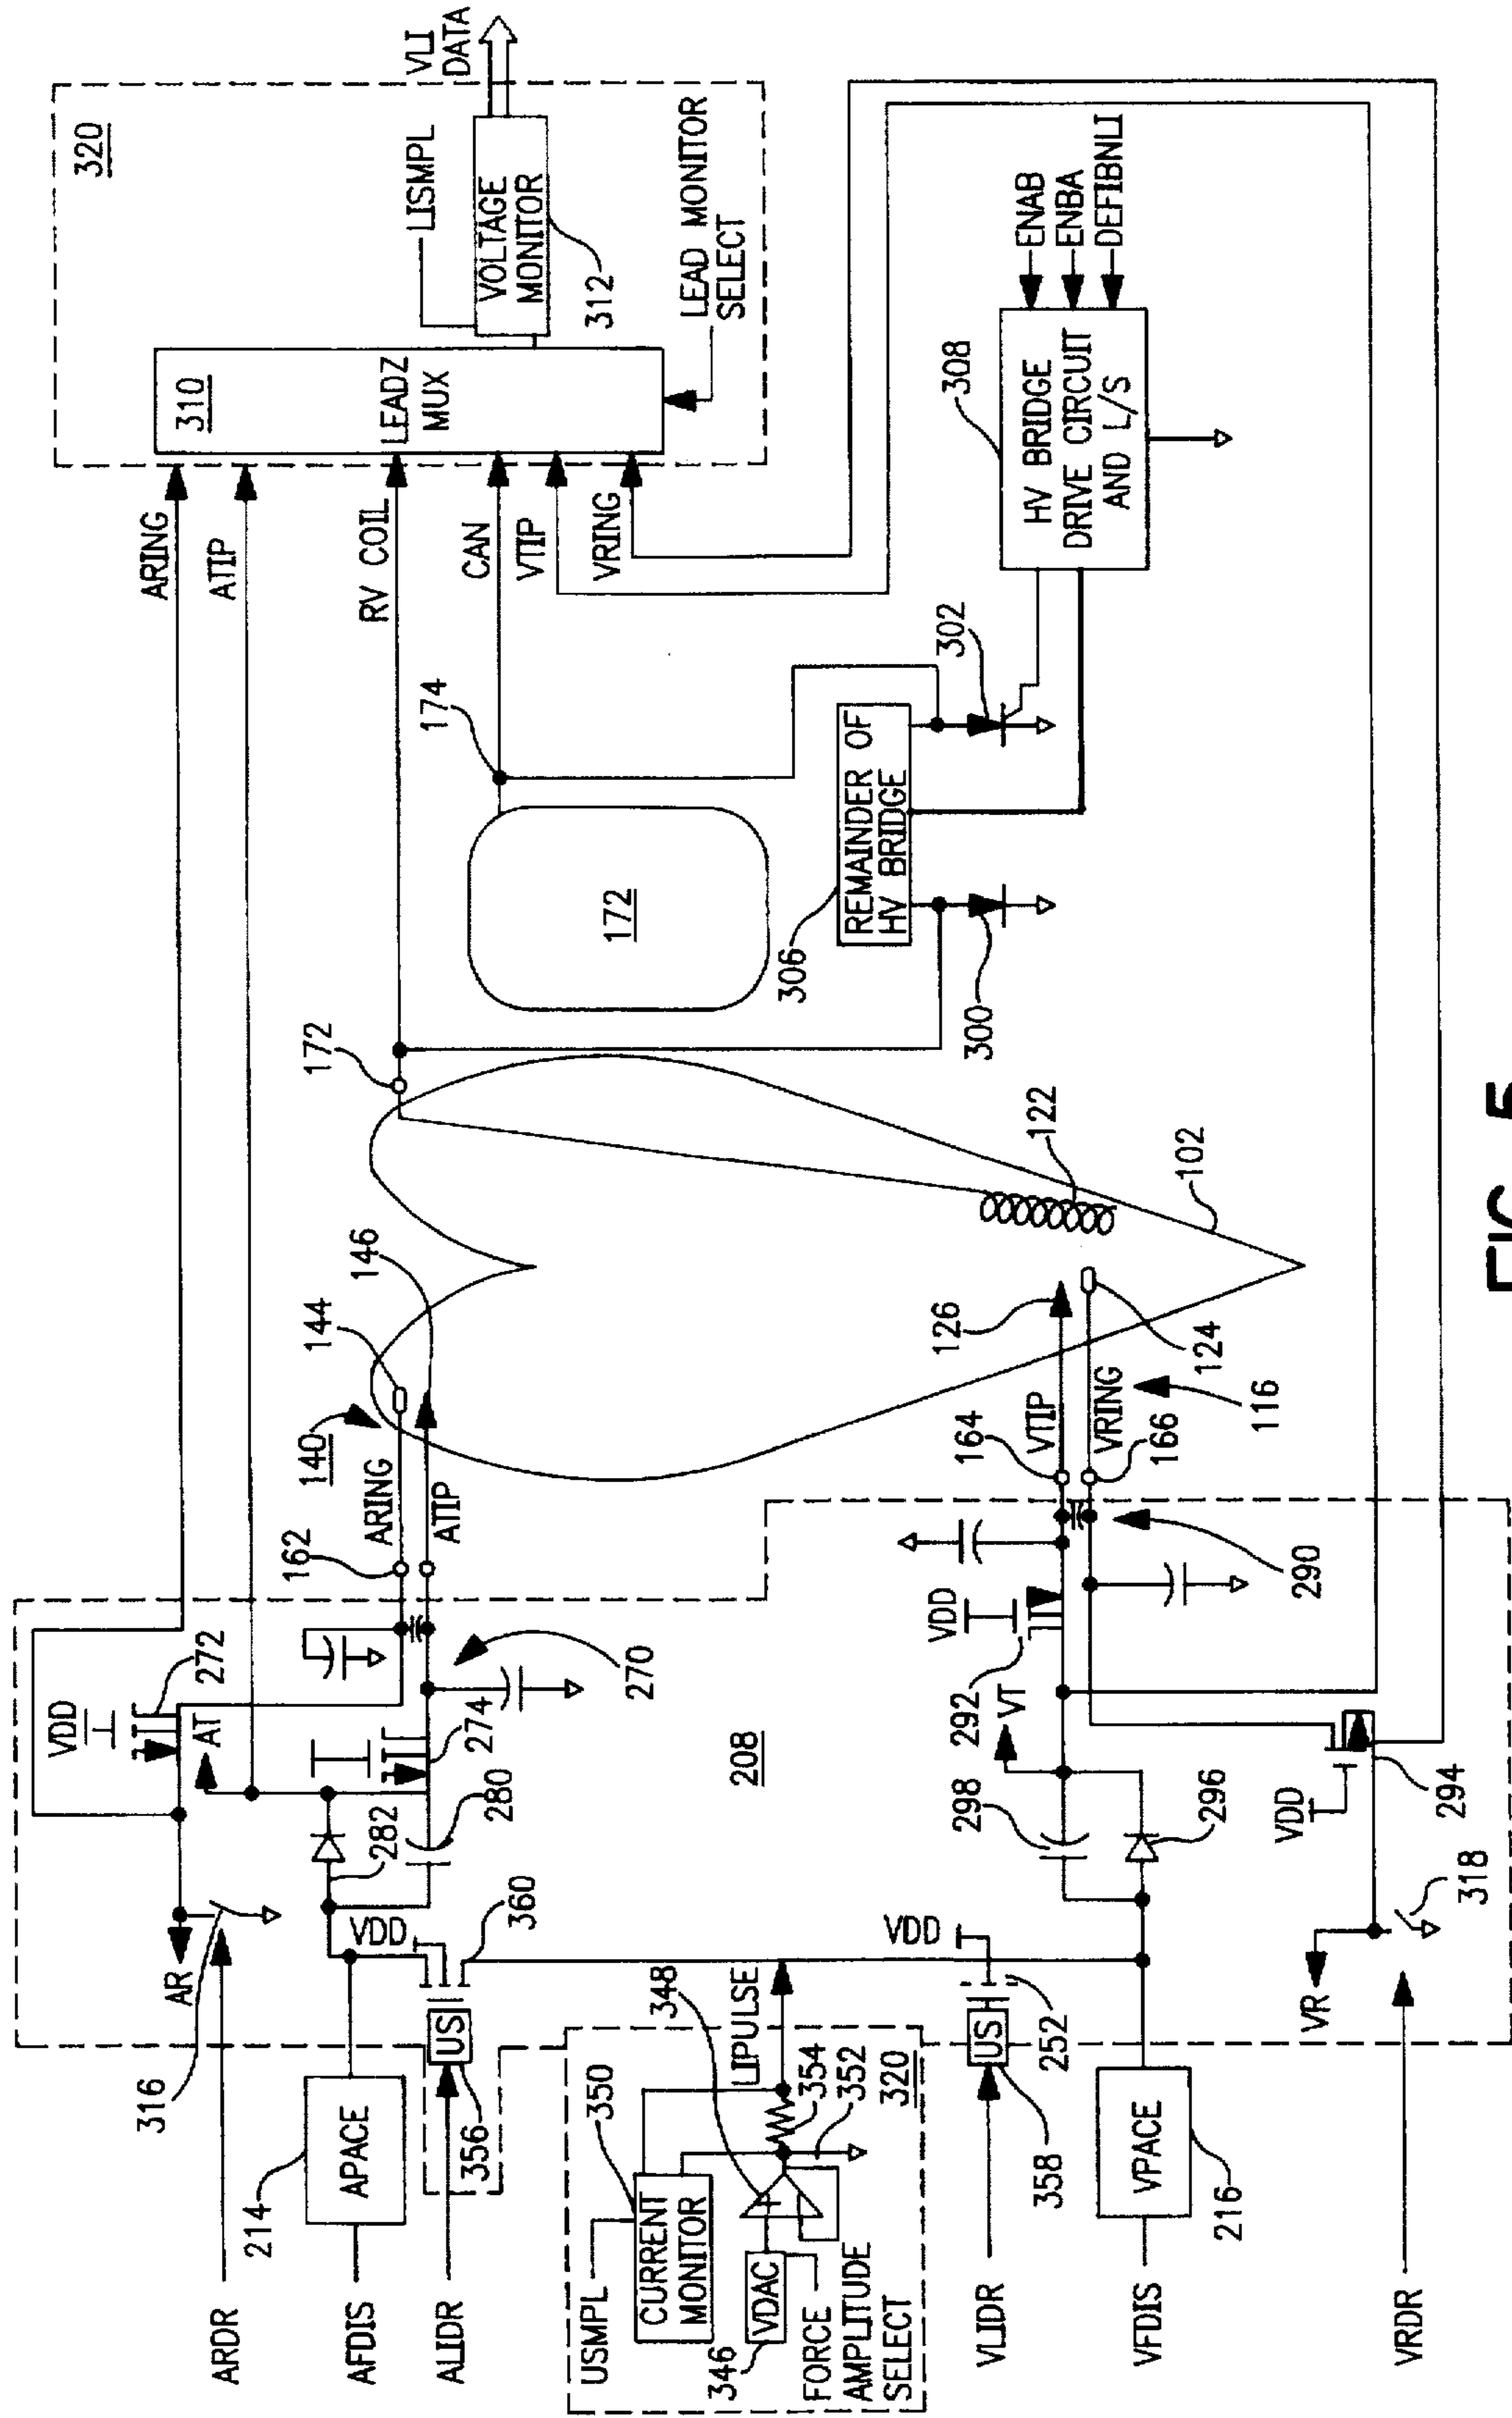 320
VLI
DATA
LISMPL
VOLTAGE
MONITOR
312
LEAD MONITOR
SELECT
310
LEADZ
MUX
ARING
ATIP
RV COIL
CAN
VTIP
VRING
174
172
172
REMAINDER OF
HV BRIDGE
306
300
302
308
HV BRIDGE
DRIVE CIRCUIT
AND L/S
ENAB
ENBA
DEFIBNLI
122
102
146
144
140
ARING
ATIP
162
126
124
116
VTIP
VRING
164
166
290
VDD
272
AT
270
274
280
282
208
VDD
292
VT
298
296
VDD
294
318
VR
AR
316
VDD
360
US
356
VDD
US
252
358
APACE
214
VPACE
216
LIPULSE
348
350
354
352
320
CURRENT
MONITOR
USMPL
VDAC
346
FORCE
AMPLITUDE
SELECT
ARDR
AFDIS
ALIDR
VLIDR
VFDIS
VRDR